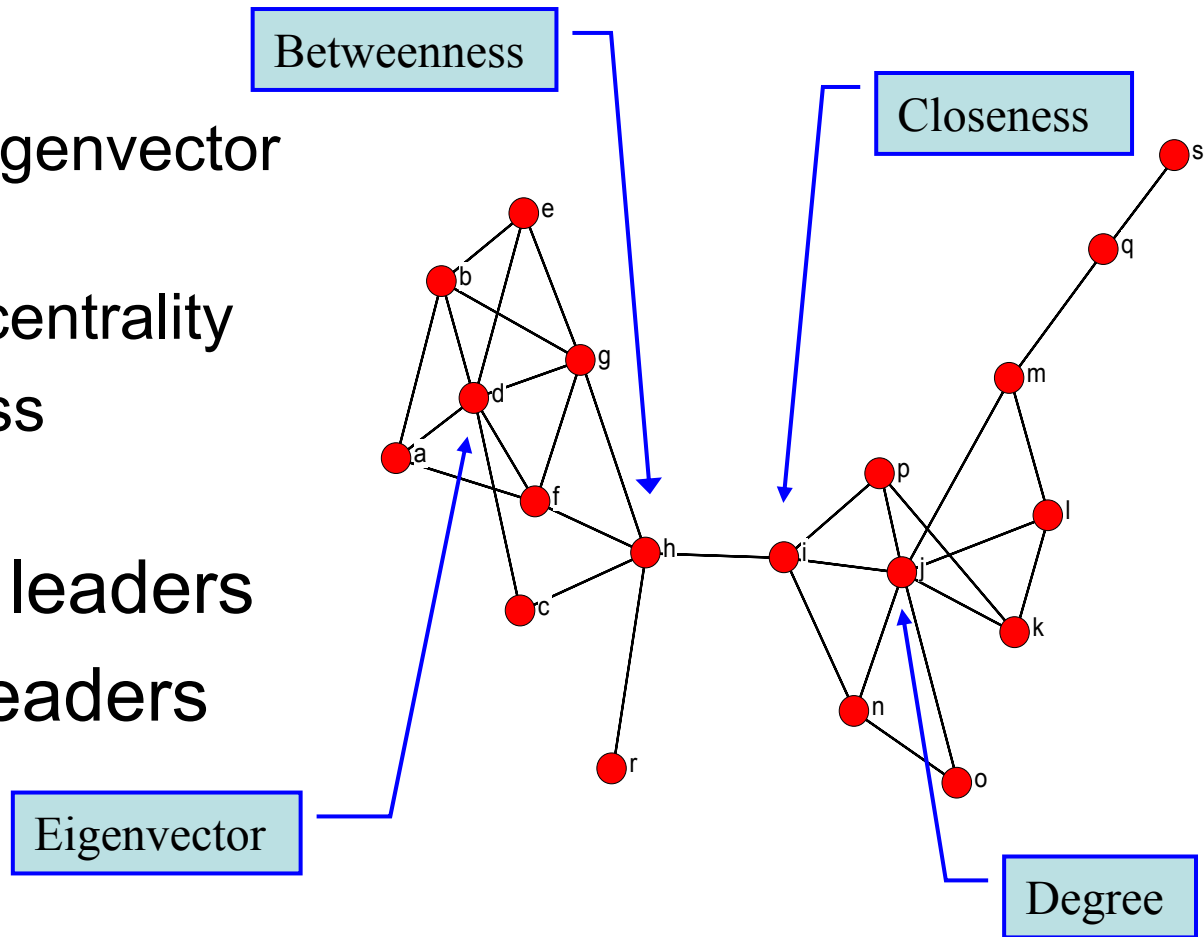 Betweenness
Closeness
genvector
centrality
ss
leaders
eaders
Eigenvector
Degree
s
e
q
b
g
m
d
a
p
f
l
h
i
j
c
k
n
r
o